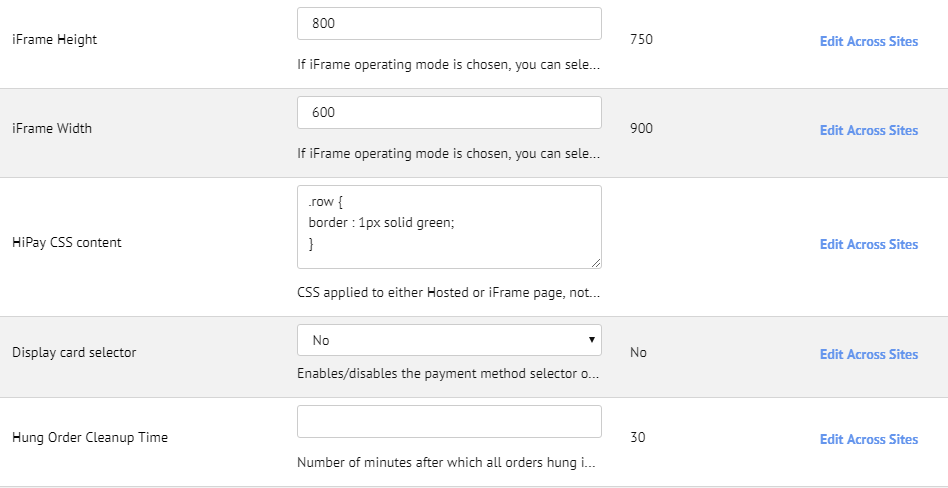 iFrame Height
800
If iFrame operating mode is chosen, you can sele...
750
Edit Across Sites
iFrame Width
600
If iFrame operating mode is chosen, you can sele...
900
Edit Across Sites
HiPay CSS content
.row {
border : 1px solid green;
}
CSS applied to either Hosted or iFrame page, not...
Edit Across Sites
Display card selector
No
Enables/disables the payment method selector o...
No
Edit Across Sites
Hung Order Cleanup Time
Number of minutes after which all orders hung i...
30
Edit Across Sites